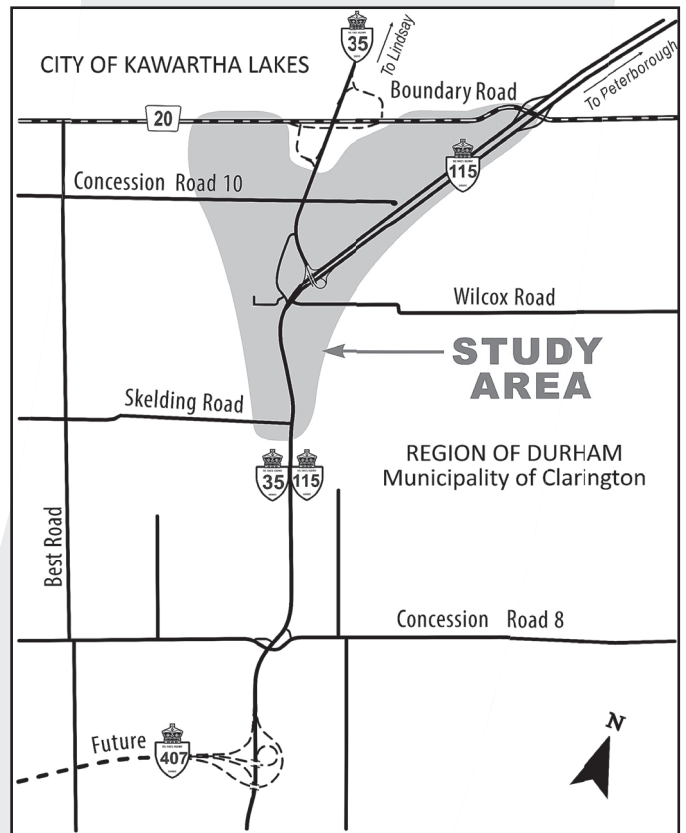 35
To Lindsay
CITY OF KAWARTHA LAKES
Boundary Road
To Peterborough
20
115
Concession Road 10
Wilcox Road
STUDY
AREA
Skelding Road
REGION OF DURHAM
Municipality of Clarington
35
115
Best Road
Concession Road 8
N
Future
407